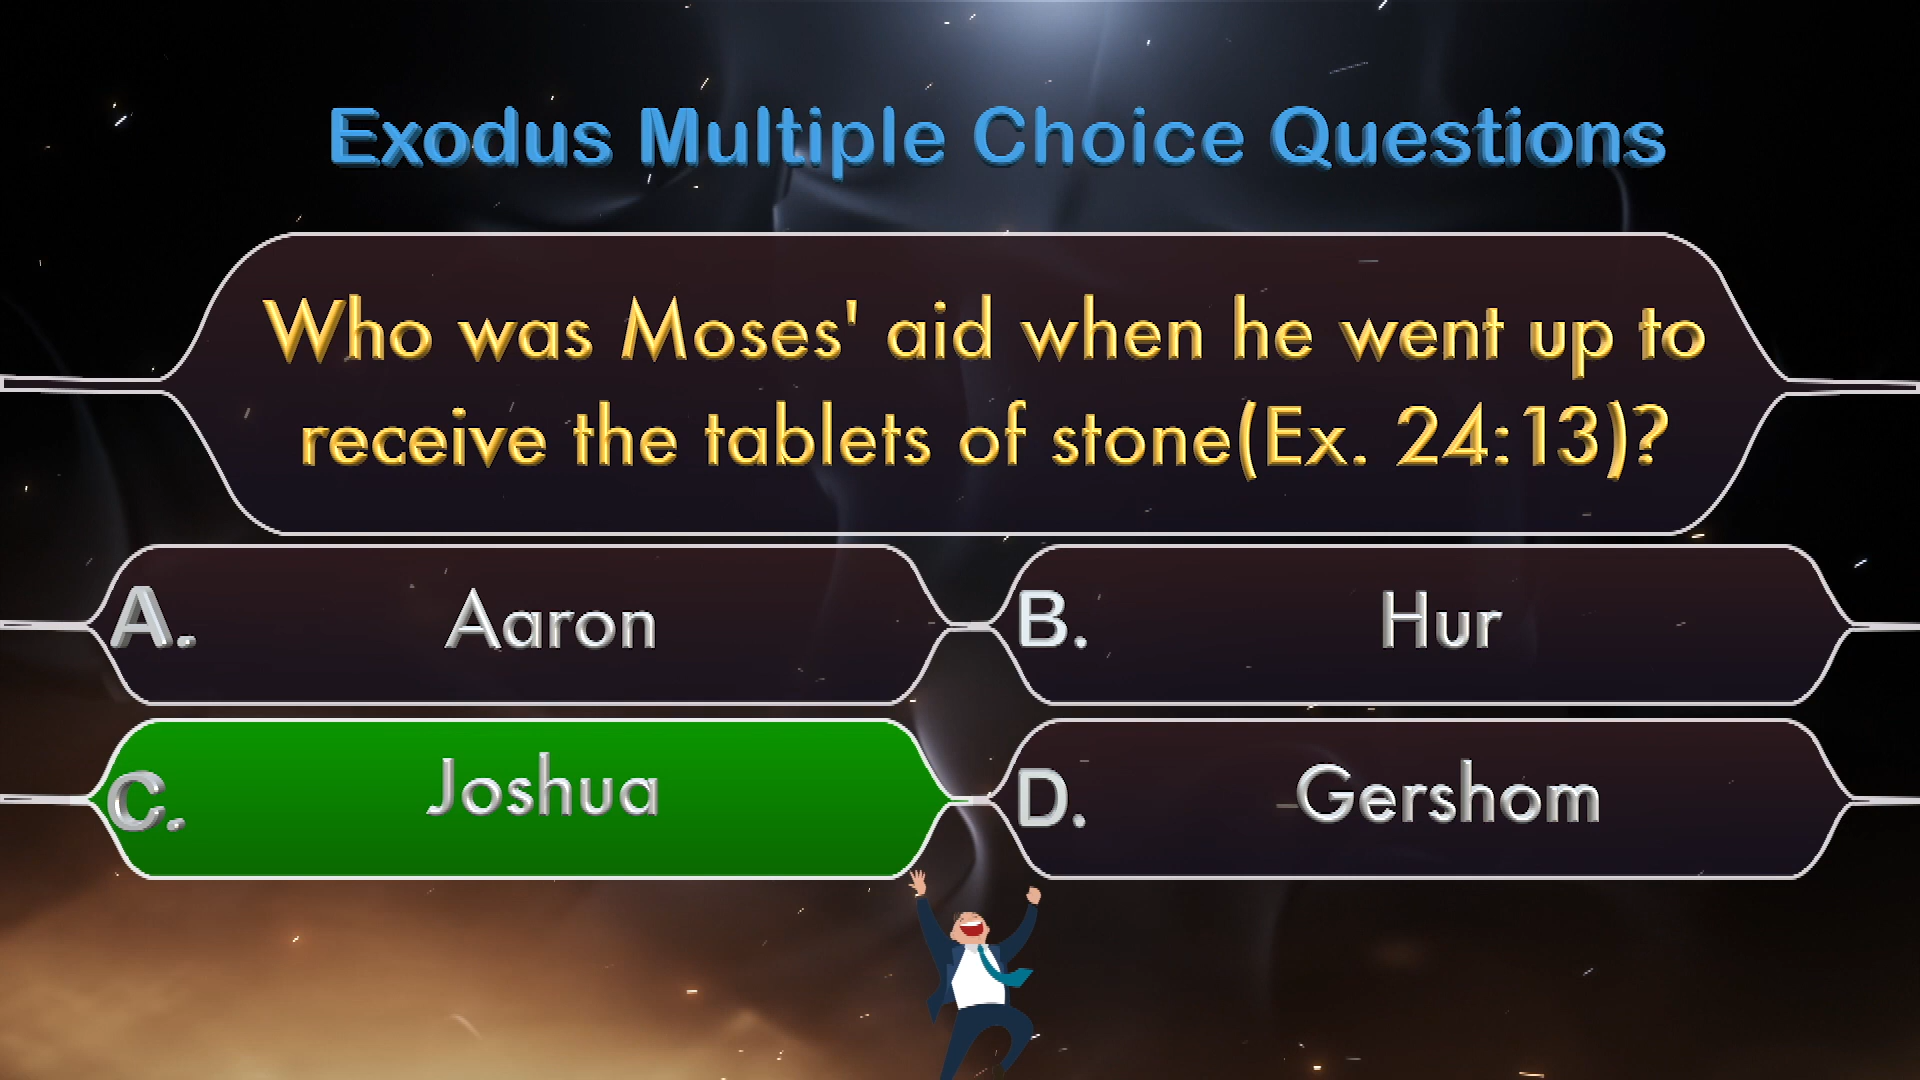 Exodus Multiple Choice Questions
Who was Moses' aid when he went up to
receive the tablets of stone(Ex. 24:13)?
A. Aaron
B. Hur
C. Joshua
D. Gershom